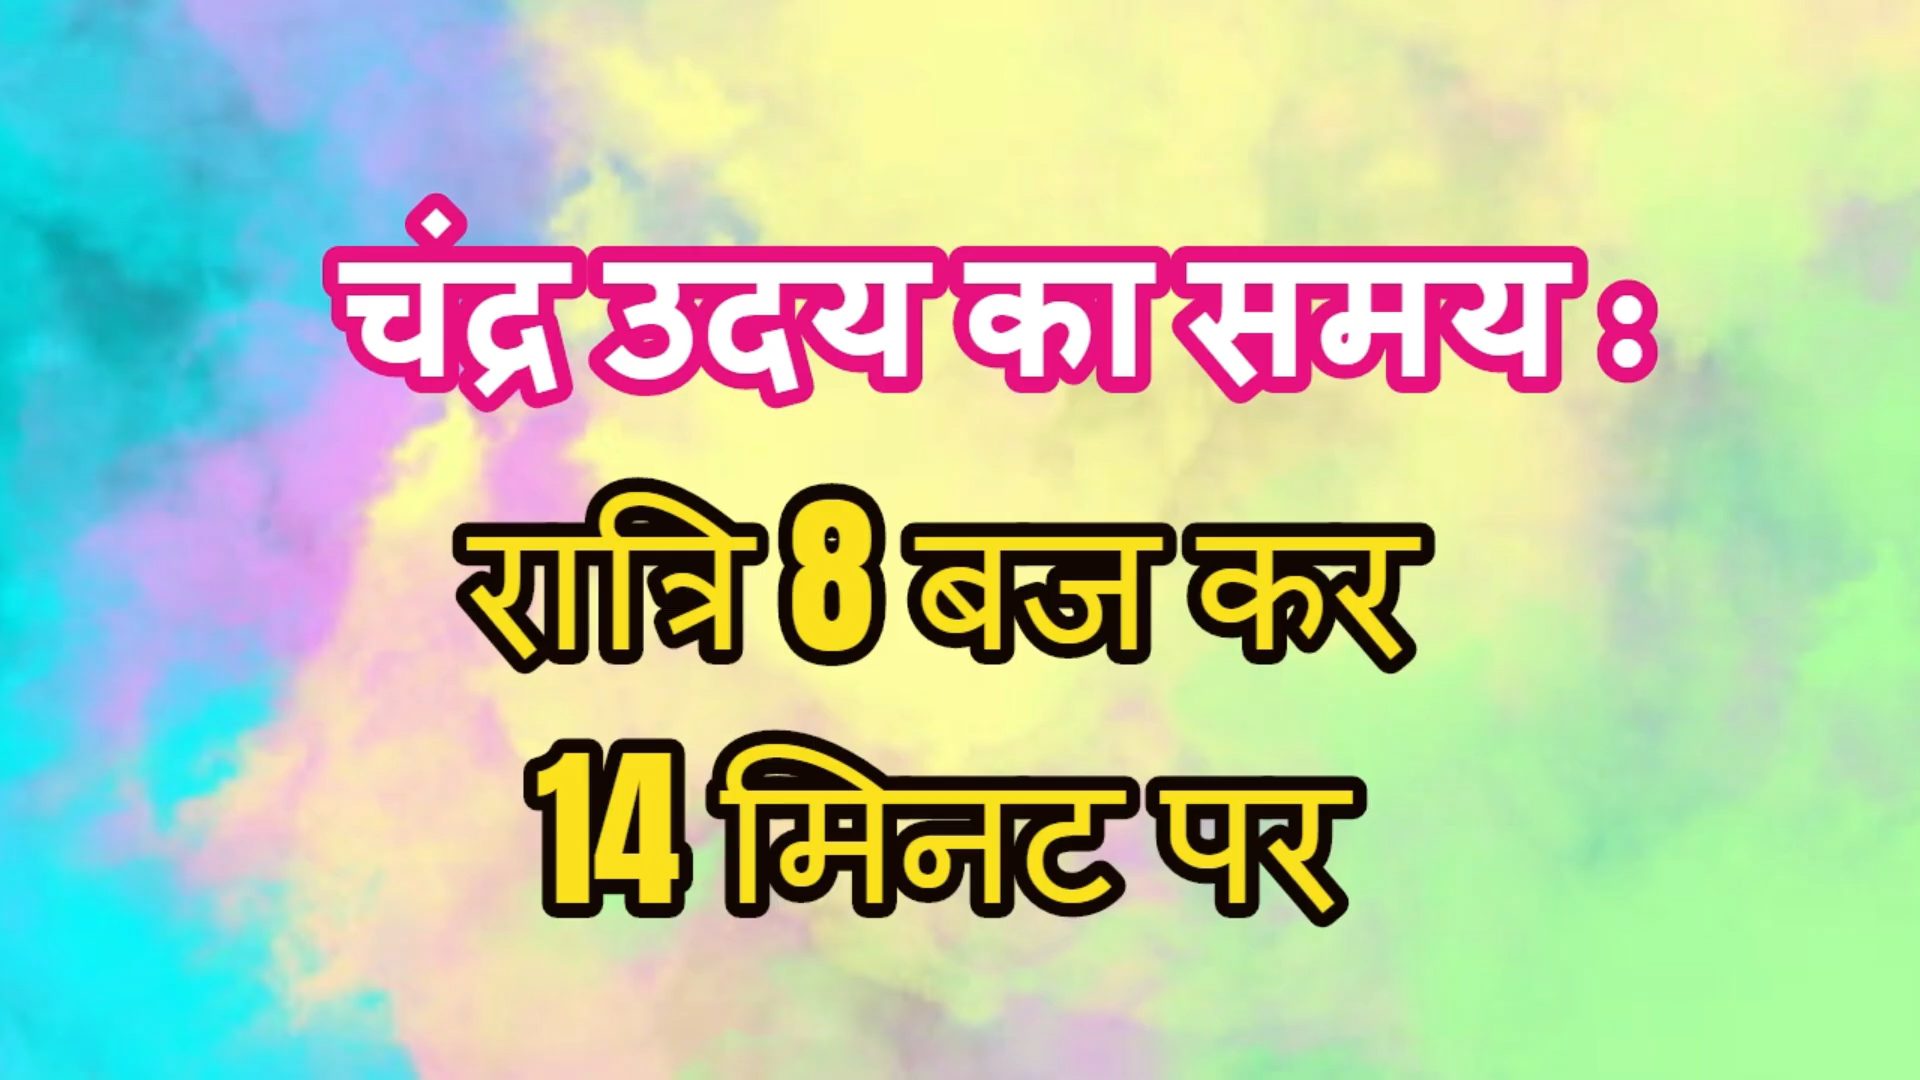 चंद्र उदय का समय :
रात्रि 8 बज कर
14 मिनट पर